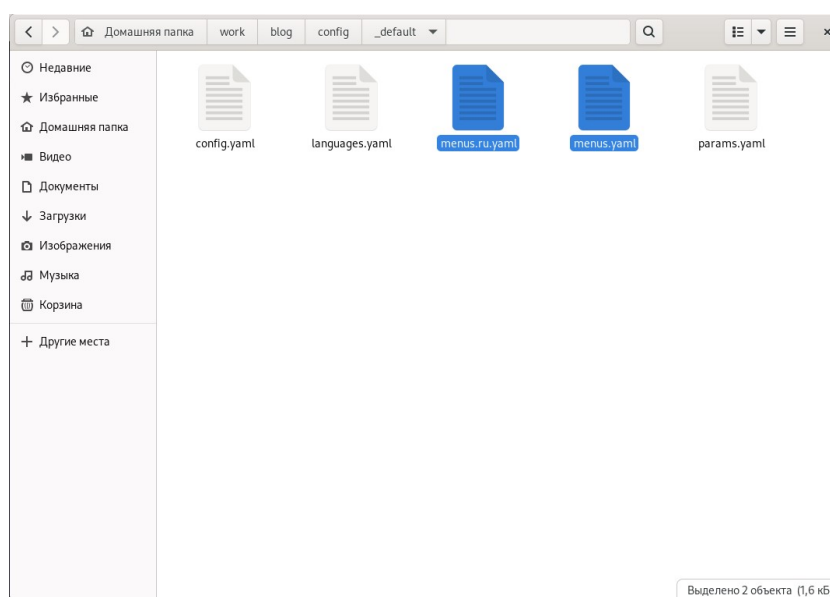 Домашняя папка work blog config _default
Недавние
Избранные
Домашняя папка
Видео
Документы
Загрузки
Изображения
Музыка
Корзина
Другие места
config.yaml languages.yaml menus.ru.yaml menus.yaml params.yaml
Выделено 2 объекта (1,6 кБ